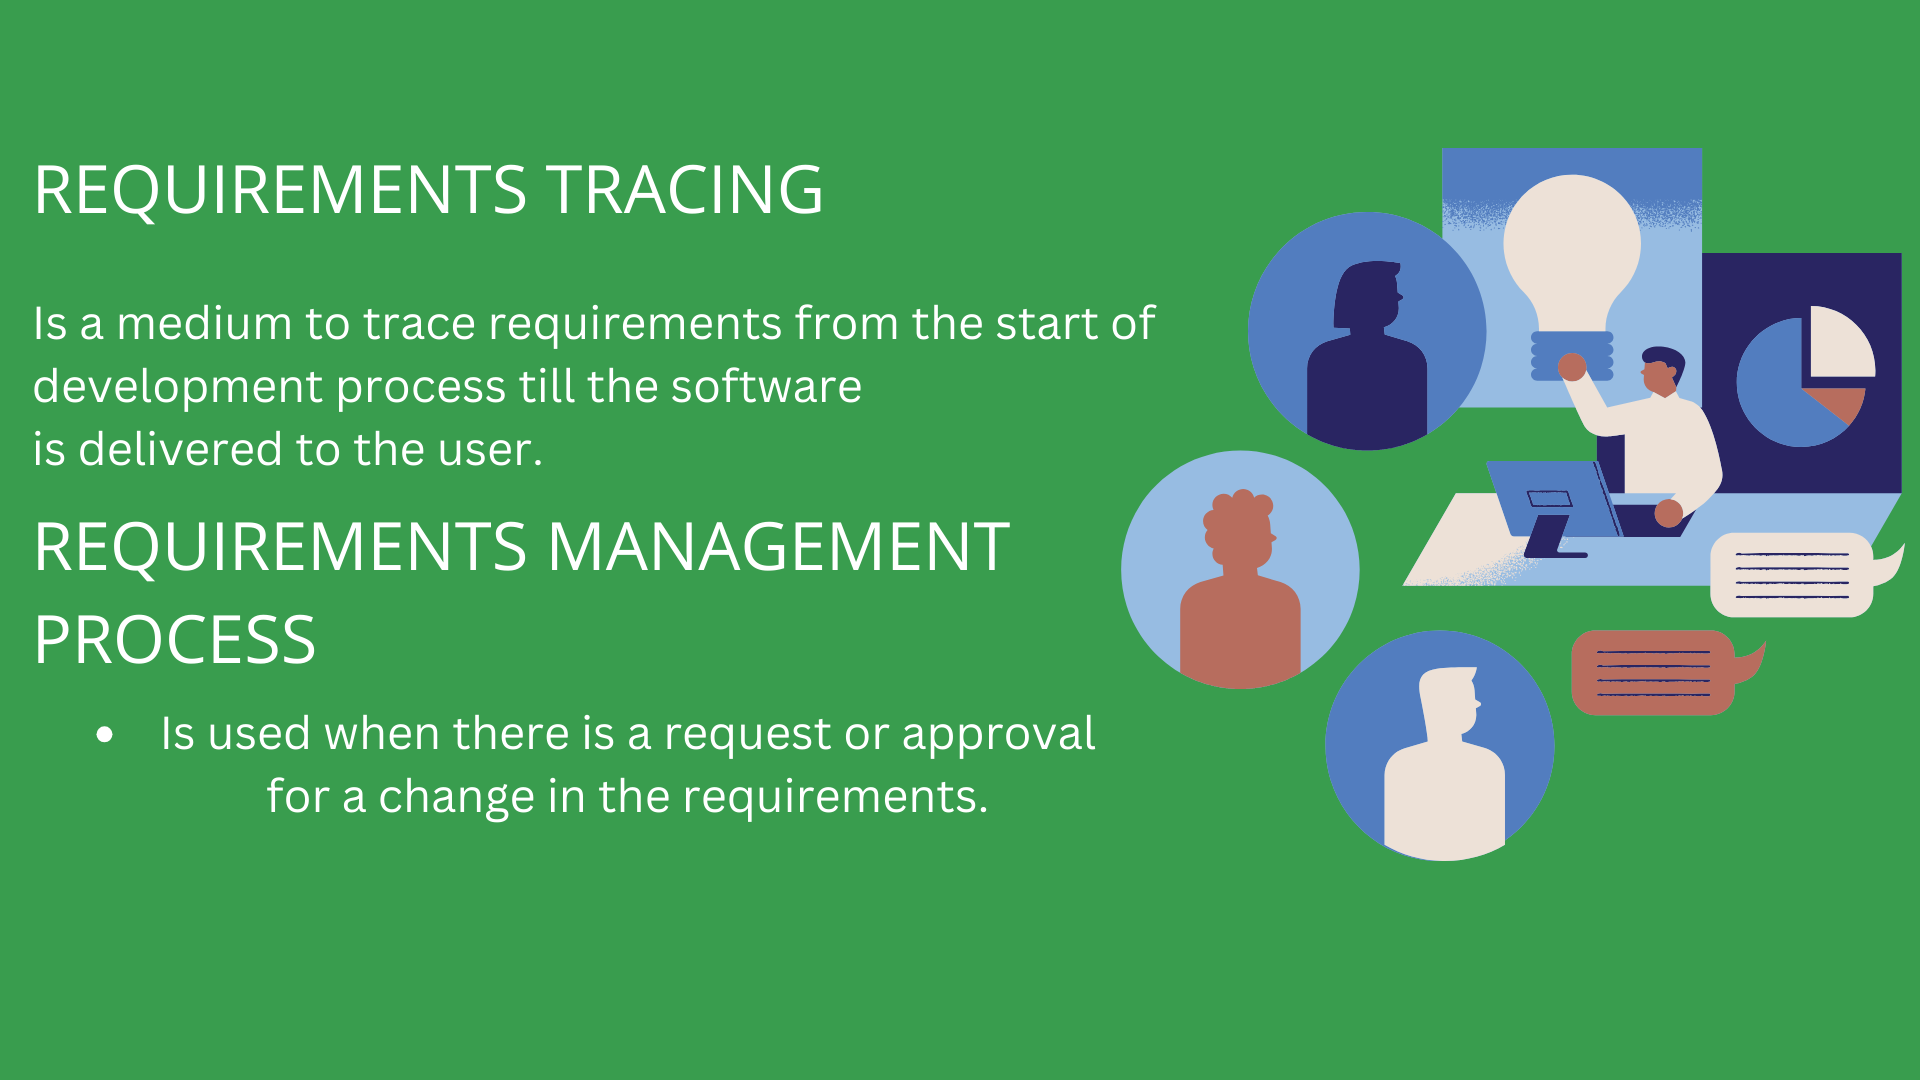 REQUIREMENTS TRACING
Is a medium to trace requirements from the start of
development process till the software
is delivered to the user.
REQUIREMENTS MANAGEMENT
PROCESS
• Is used when there is a request or approval
for a change in the requirements.